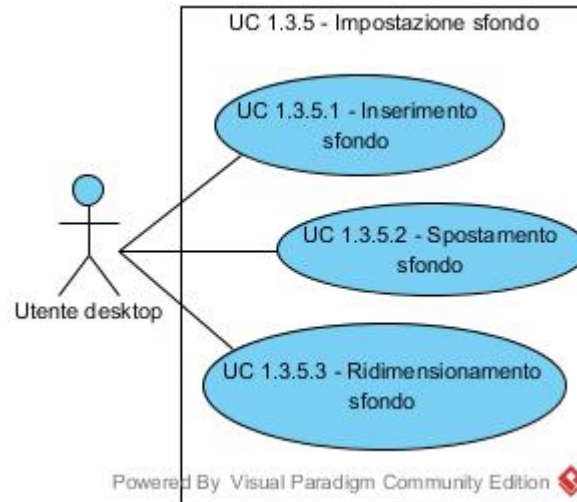 UC 1.3.5 - Impostazione sfondo
UC 1.3.5.1 - Inserimento
sfondo
UC 1.3.5.2 - Spostamento
sfondo
Utente desktop
UC 1.3.5.3 - Ridimensionamento
sfondo
Powered By Visual Paradigm Community Edition